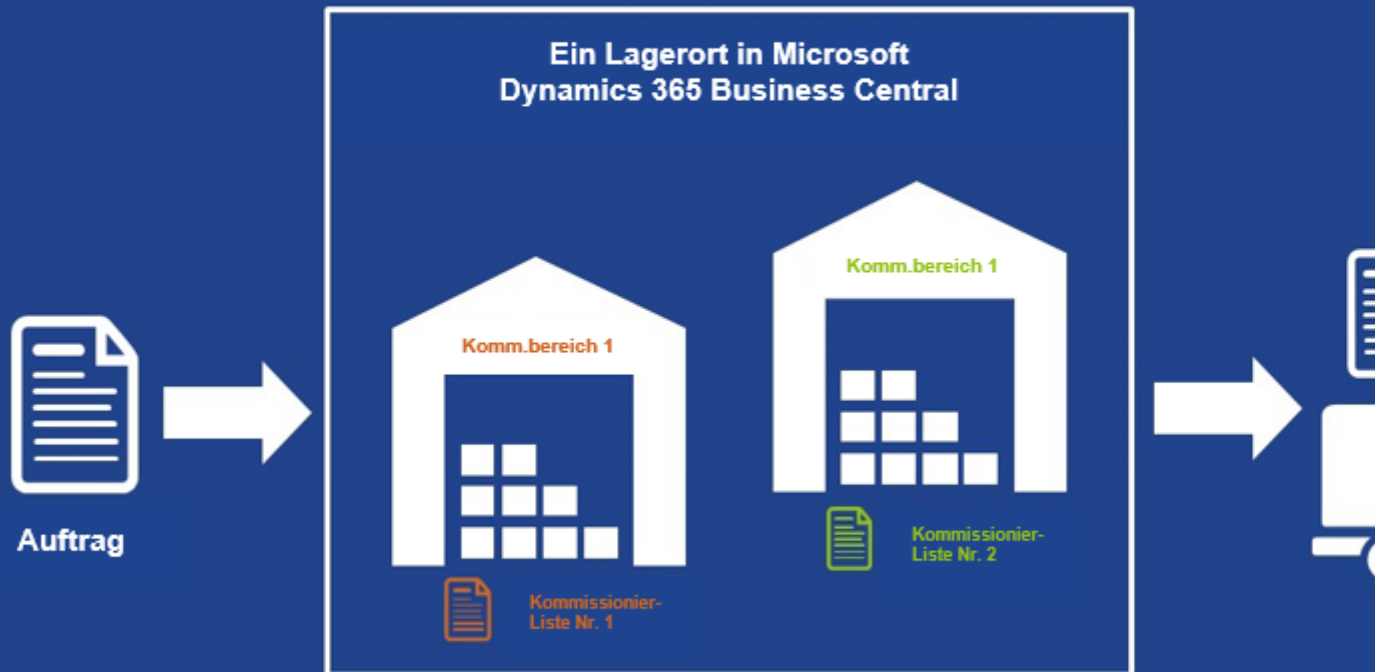 Ein Lagerort in Microsoft
Dynamics 365 Business Central
Komm.bereich 1
Komm.bereich 1
Auftrag
Kommissionier-
Liste Nr. 1
Kommissionier-
Liste Nr. 2